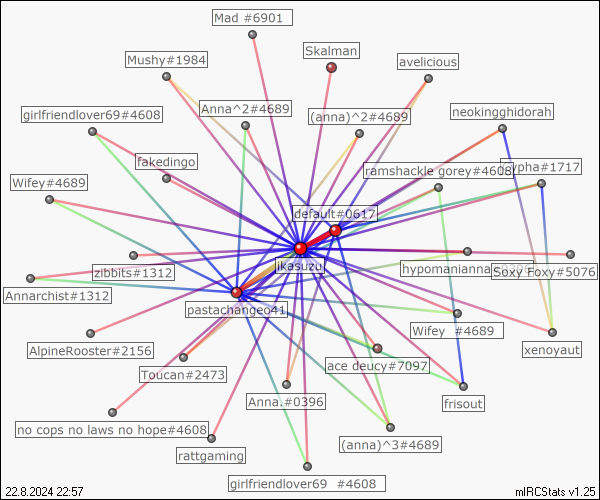 Mad #6901
Skalman
Mushy#1984
avelicious
girlfriendlover69#4608
Anna^2#4689
(anna)^2#4689
neokingghidorah
fakedingo
ramshackle gorey#4608
ypha#1717
Wifey#4689
default#0617
ikasuzu
zibbits#1312
hypomanianna
Soxy Foxy#5076
Annarchist#1312
pastachangeo41
Wifey #4689
AlpineRooster#2156
xenoyaut
Toucan#2473
ace deucy#7097
Anna.#0396
frisout
no cops no laws no hope#4608
(anna)^3#4689
rattgaming
girlfriendlover69 #4608
22.8.2024 22:57
mIRCStats v1.25